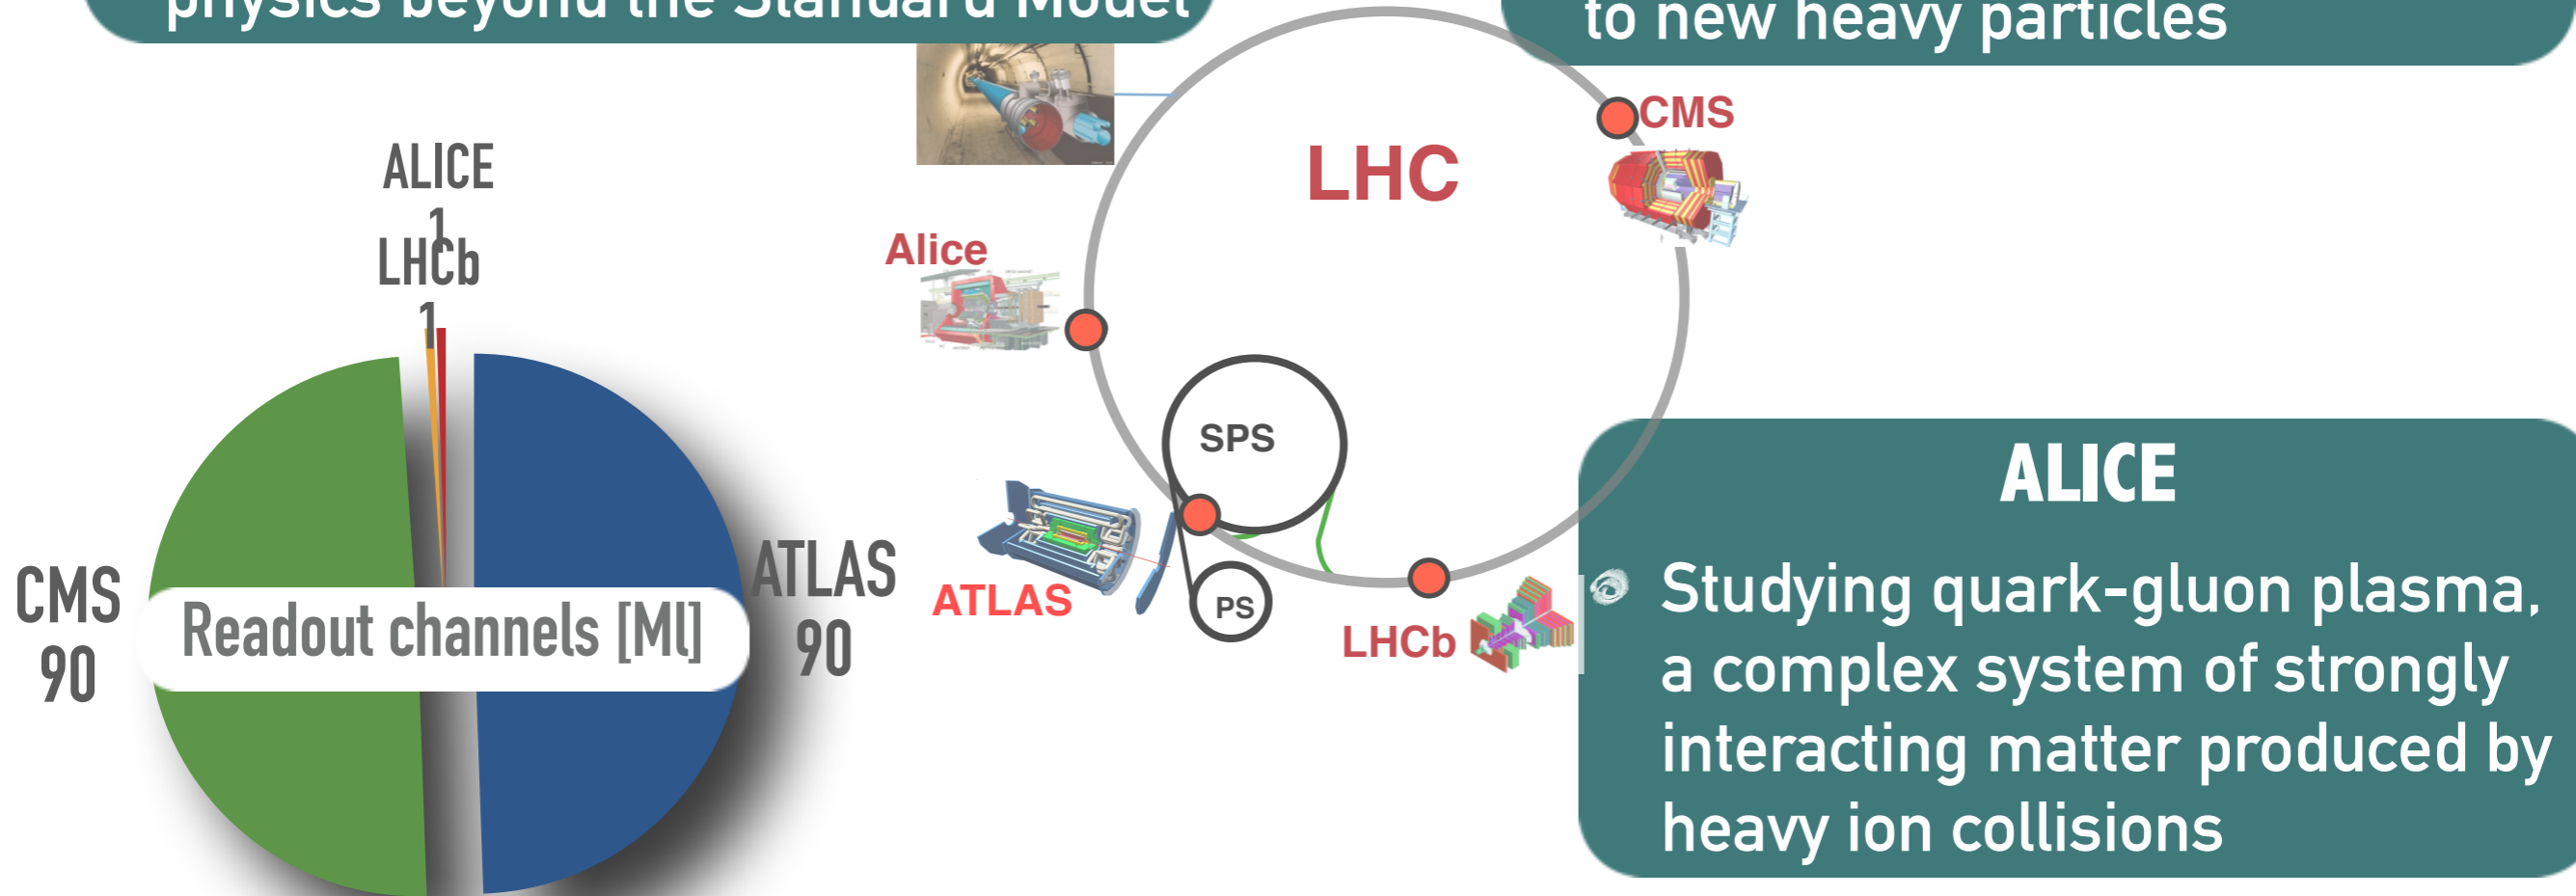 physics beyond the Standard Model
to new heavy particles
CMS
LHC
ALICE
1
LHCb
1
Alice
SPS
ATLAS
PS
LHCb
CMS
90
Readout channels [Ml]
ATLAS
90
ALICE
Studying quark-gluon plasma,
a complex system of strongly
interacting matter produced by
heavy ion collisions